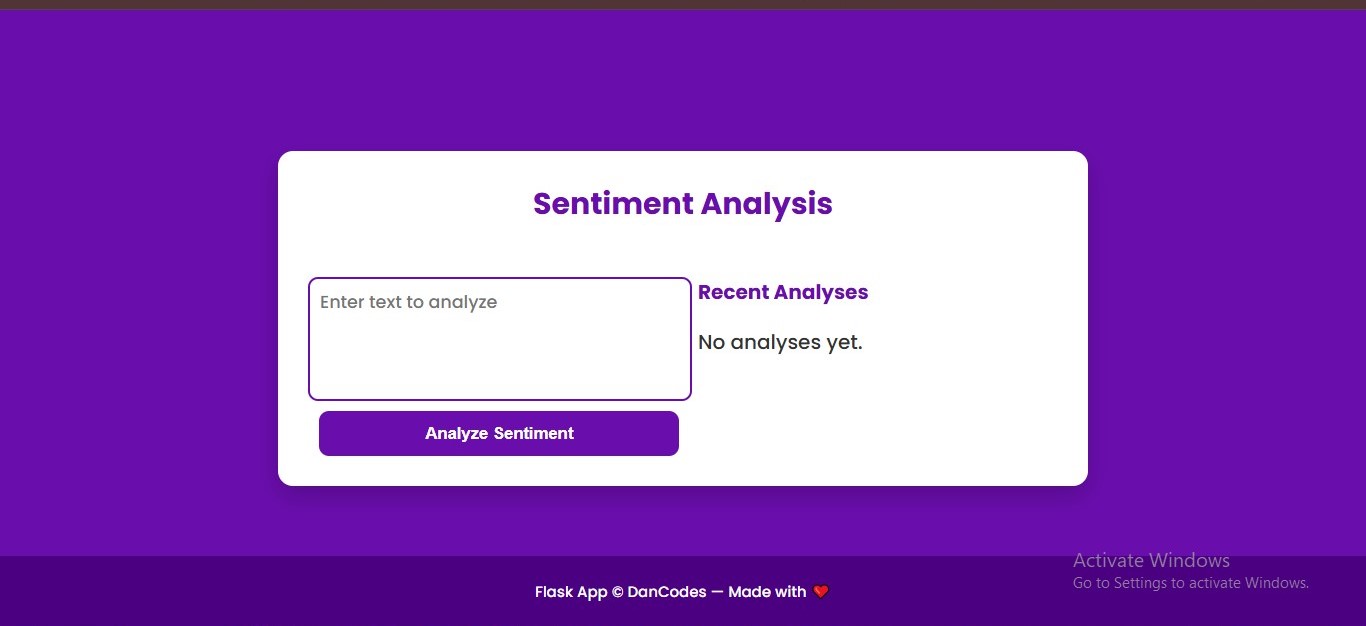 Sentiment Analysis
Enter text to analyze
Analyze Sentiment
Recent Analyses
No analyses yet.
Flask App © DanCodes — Made with ❤️
Activate Windows
Go to Settings to activate Windows.